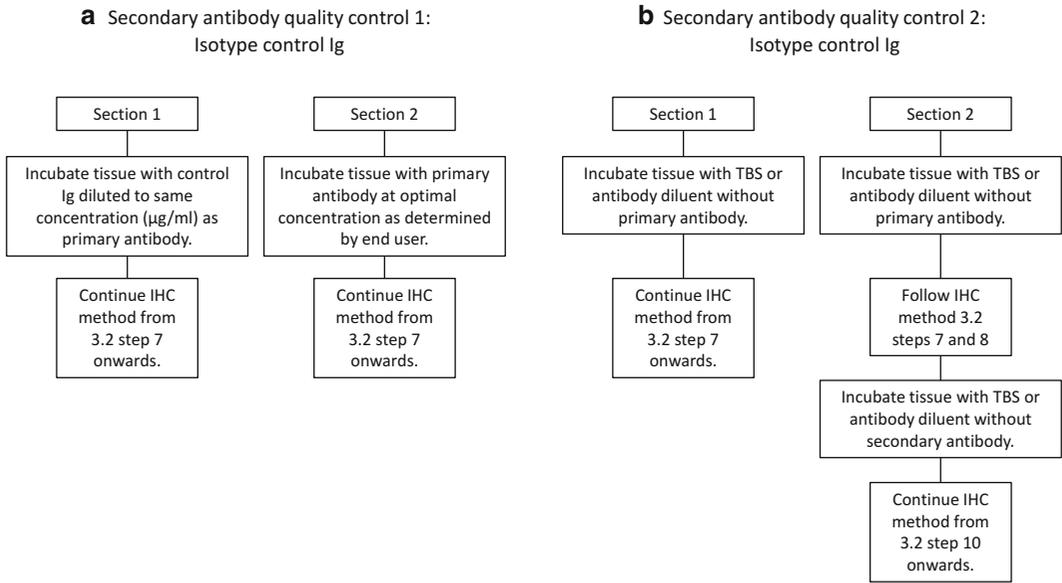 a Secondary antibody quality control 1:
Isotype control Ig
Section 1
Incubate tissue with control
Ig diluted to same
concentration (µg/ml) as
primary antibody.
Continue IHC
method from
3.2 step 7
onwards.
Section 2
Incubate tissue with primary
antibody at optimal
concentration as determined
by end user.
Continue IHC
method from
3.2 step 7
onwards.
b Secondary antibody quality control 2:
Isotype control Ig
Section 1
Incubate tissue with TBS or
antibody diluent without
primary antibody.
Continue IHC
method from
3.2 step 7
onwards.
Section 2
Incubate tissue with TBS or
antibody diluent without
primary antibody.
Follow IHC
method 3.2
steps 7 and 8
Incubate tissue with TBS or
antibody diluent without
secondary antibody.
Continue IHC
method from
3.2 step 10
onwards.